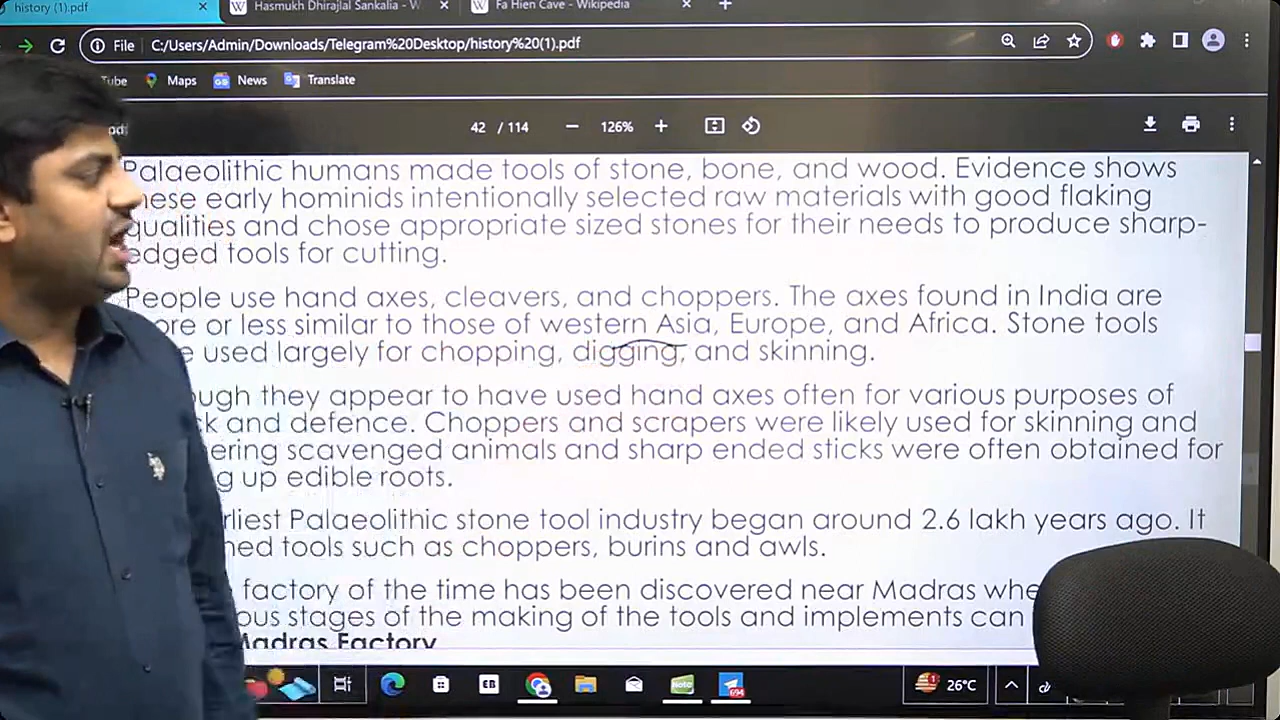 history (1).pdf
Hasmukh Dhirajlal Sankalia - W
Fa Hien Cave - Wikipedia
File C:/Users/Admin/Downloads/Telegram%20Desktop/history%20(1).pdf
Tube Maps News Translate
42 / 114 126%
Palaeolithic humans made tools of stone, bone, and wood. Evidence shows
hese early hominids intentionally selected raw materials with good flaking
qualities and chose appropriate sized stones for their needs to produce sharp-
edged tools for cutting.
People use hand axes, cleavers, and choppers. The axes found in India are
ore or less similar to those of western Asia, Europe, and Africa. Stone tools
e used largely for chopping, digging, and skinning.
ugh they appear to have used hand axes often for various purposes of
k and defence. Choppers and scrapers were likely used for skinning and
ering scavenged animals and sharp ended sticks were often obtained for
g up edible roots.
rliest Palaeolithic stone tool industry began around 2.6 lakh years ago. It
ned tools such as choppers, burins and awls.
factory of the time has been discovered near Madras whe
ous stages of the making of the tools and implements can
Madras Factory
EB
Note
694
1
26°C